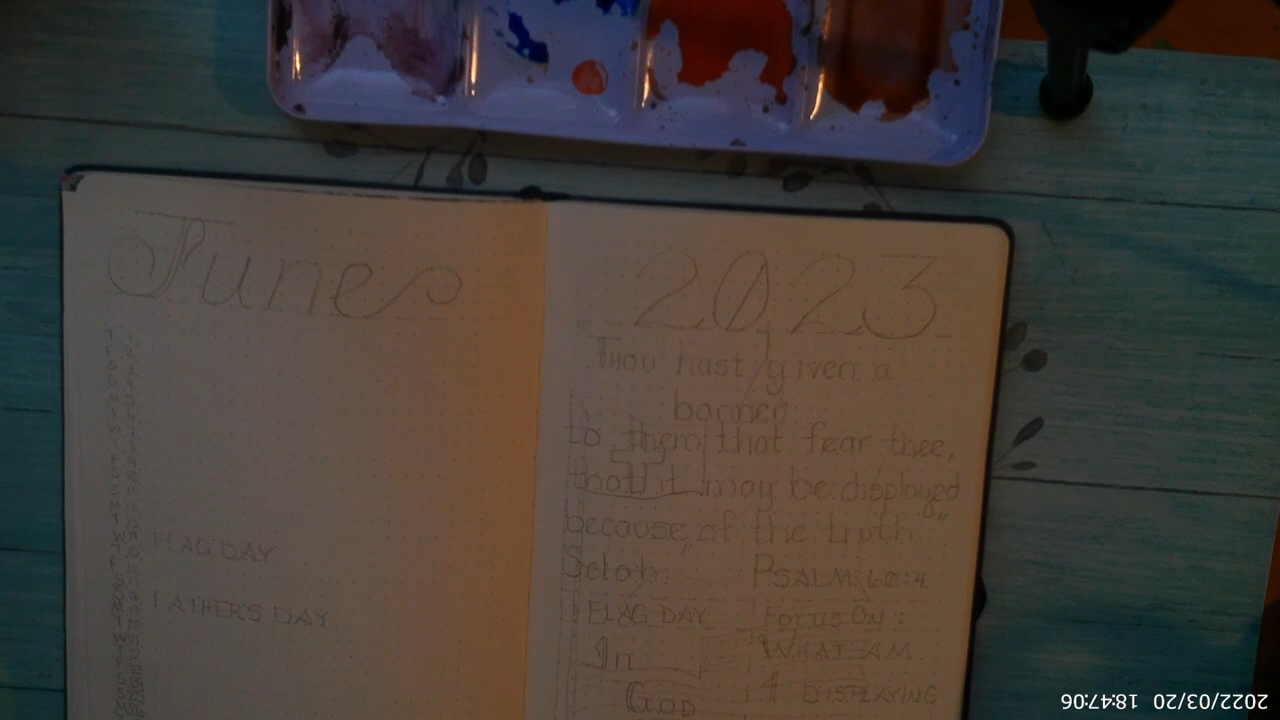 June
FLAG DAY
FATHER'S DAY
2023
Thou hast given a
banner
to them that fear thee,
that it may be displayed
because of the truth."
Selah."
PSALM 60:4
FLAG DAY
FOCUS ON:
In
GOD
WHAT AM
I DISPLAYING
2022/03/20 18:47:06